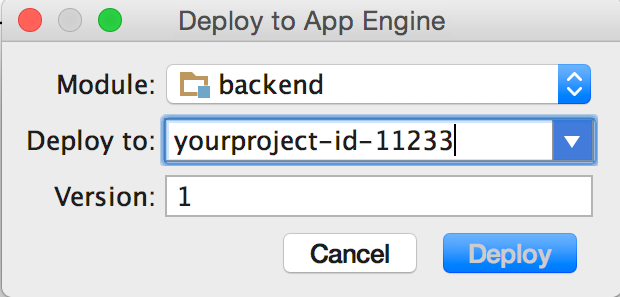 Deploy to App Engine
Module: backend
Deploy to: yourproject-id-11233
Version: 1
Cancel Deploy